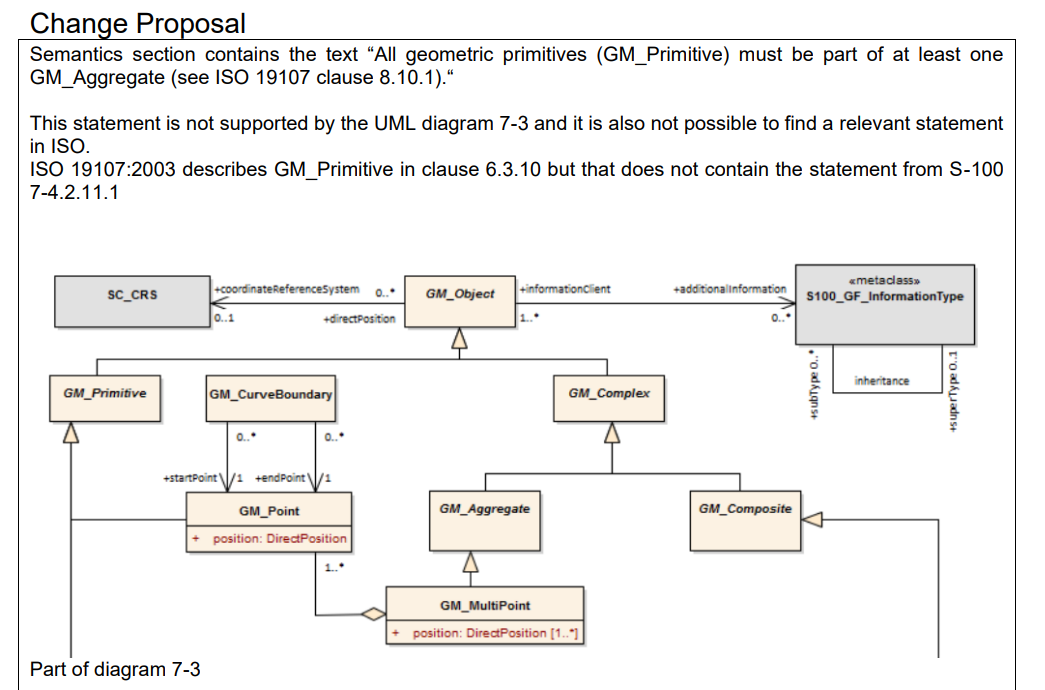 Change Proposal
Semantics section contains the text “All geometric primitives (GM_Primitive) must be part of at least one
GM_Aggregate (see ISO 19107 clause 8.10.1).“
This statement is not supported by the UML diagram 7-3 and it is also not possible to find a relevant statement
in ISO.
ISO 19107:2003 describes GM_Primitive in clause 6.3.10 but that does not contain the statement from S-100
7-4.2.11.1
SC_CRS
+coordinateReferenceSystem
0..*
0..1
+directPosition
GM_Object
+informationClient
+additionalInformation
1..*
0..*
«metaclass»
S100_GF_InformationType
+subType 0..*
inheritance
+superType 0..1
GM_Primitive
GM_CurveBoundary
GM_Complex
0..*
0..*
+startPoint
1
+endPoint
1
GM_Point
+ position: DirectPosition
GM_Aggregate
GM_Composite
1..*
GM_MultiPoint
+ position: DirectPosition [1..*]
Part of diagram 7-3